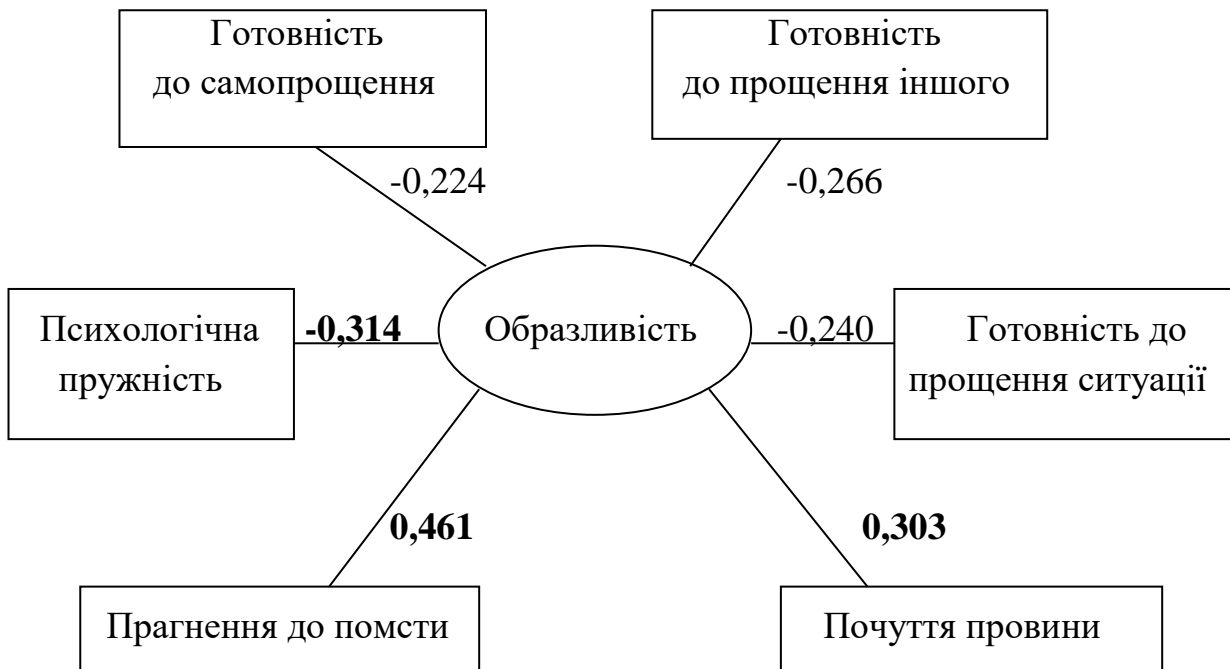 Готовність
до самопрощення
Готовність
до прощення іншого
-0,224
-0,266
Психологічна
пружність
-0,314
Образливість
-0,240
Готовність до
прощення ситуації
0,461
0,303
Прагнення до помсти
Почуття провини